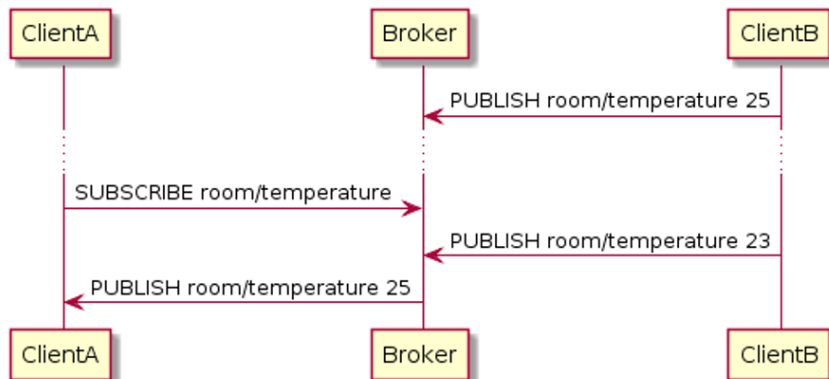 ClientA Broker ClientB
PUBLISH room/temperature 25
SUBSCRIBE room/temperature
PUBLISH room/temperature 23
PUBLISH room/temperature 25
ClientA Broker ClientB